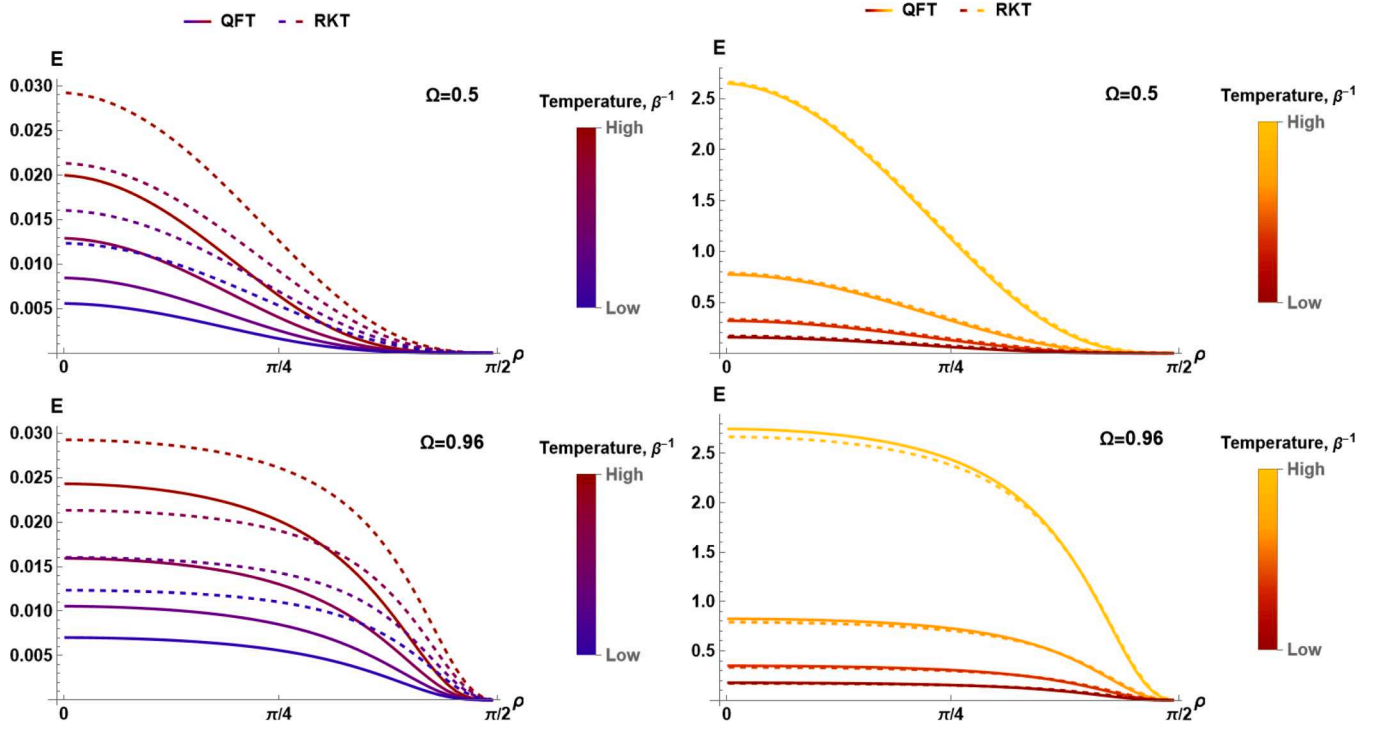 QFT RKT
E
Ω=0.5
0.030
0.025
0.020
0.015
0.010
0.005
0 π/4 π/2 ρ
Temperature, β⁻¹
High
Low
QFT RKT
E
Ω=0.5
2.5
2.0
1.5
1.0
0.5
0 π/4 π/2 ρ
Temperature, β⁻¹
High
Low
E
Ω=0.96
0.030
0.025
0.020
0.015
0.010
0.005
0 π/4 π/2 ρ
Temperature, β⁻¹
High
Low
E
Ω=0.96
2.5
2.0
1.5
1.0
0.5
0 π/4 π/2 ρ
Temperature, β⁻¹
High
Low